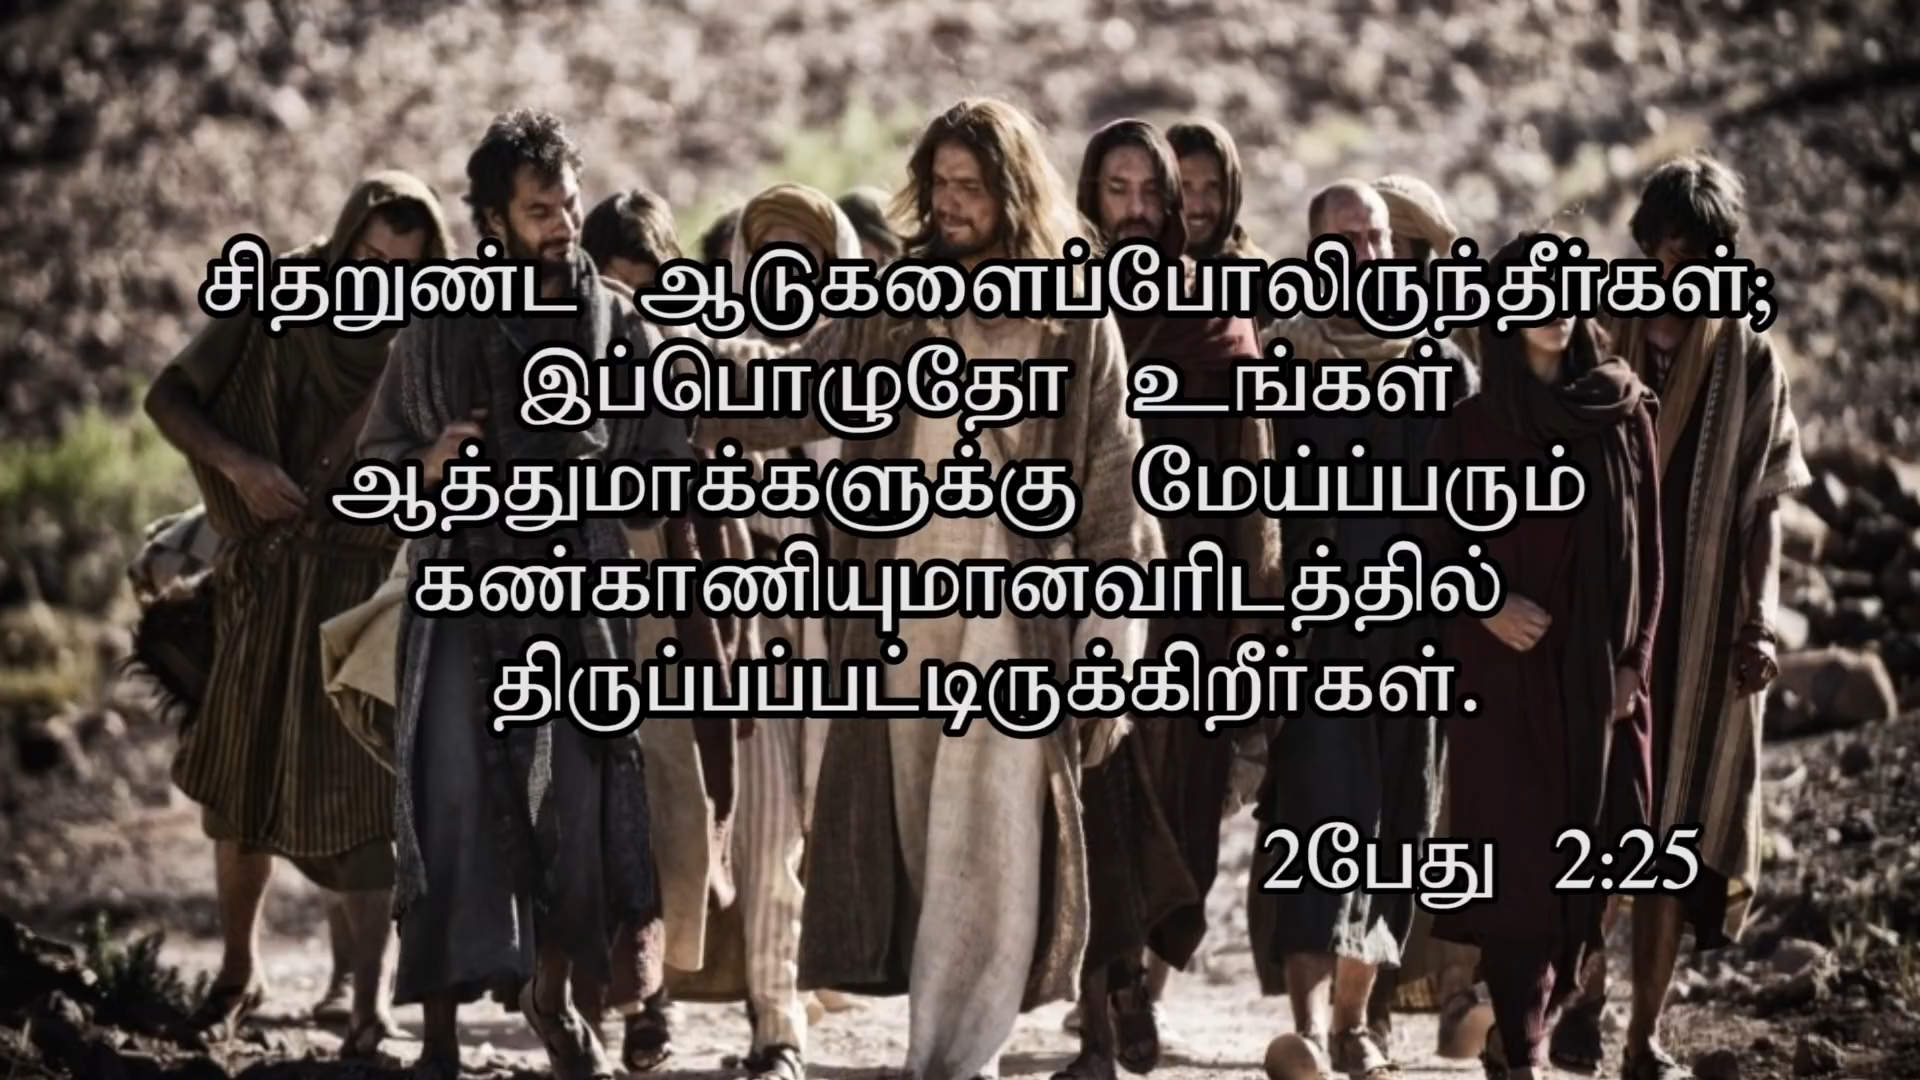 சிதறுண்ட ஆடுகளைப்போலிருந்தீர்கள்;
இப்பொழுதோ உங்கள்
ஆத்துமாக்களுக்கு மேய்ப்பரும்
கண்காணியுமானவரிடத்தில்
திருப்பப்பட்டிருக்கிறீர்கள்.
2பேது 2:25